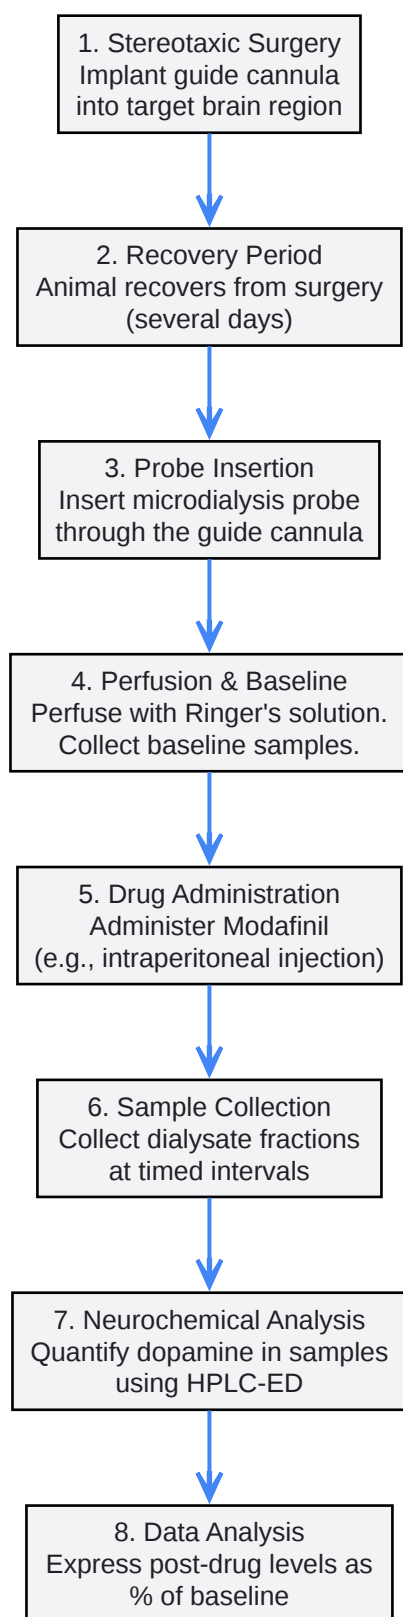 1. Stereotaxic Surgery
Implant guide cannula
into target brain region
2. Recovery Period
Animal recovers from surgery
(several days)
3. Probe Insertion
Insert microdialysis probe
through the guide cannula
4. Perfusion & Baseline
Perfuse with Ringer's solution.
Collect baseline samples.
5. Drug Administration
Administer Modafinil
(e.g., intraperitoneal injection)
6. Sample Collection
Collect dialysate fractions
at timed intervals
7. Neurochemical Analysis
Quantify dopamine in samples
using HPLC-ED
8. Data Analysis
Express post-drug levels as
% of baseline